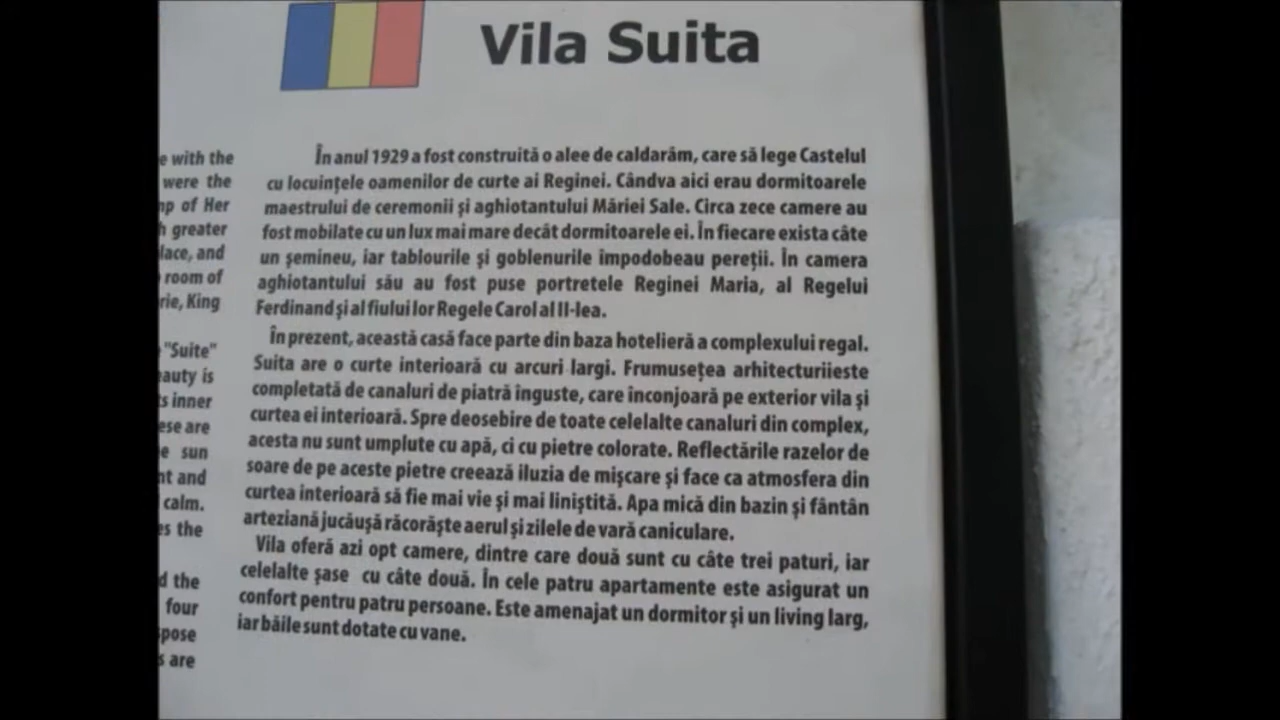 Vila Suita
e with the
were the
mp of Her
h greater
lace, and
room of
rie, King
"Suite"
eauty is
ts inner
ese are
e sun
nt and
calm.
es the
d the
four
spose
s are
În anul 1929 a fost construită o alee de caldarâm, care să lege Castelul
cu locuințele oamenilor de curte ai Reginei. Cândva aici erau dormitoarele
maestrului de ceremonii și aghiotantului Măriei Sale. Circa zece camere au
fost mobilate cu un lux mai mare decât dormitoarele ei. În fiecare exista câte
un șemineu, iar tablourile și goblenurile împodobeau pereții. În camera
aghiotantului său au fost puse portretele Reginei Maria, al Regelui
Ferdinand și al fiului lor Regele Carol al II-lea.
În prezent, această casă face parte din baza hotelieră a complexului regal.
Suita are o curte interioară cu arcuri largi. Frumusețea arhitecturiieste
completată de canaluri de piatră înguste, care înconjoară pe exterior vila și
curtea ei interioară. Spre deosebire de toate celelalte canaluri din complex,
acesta nu sunt umplute cu apă, ci cu pietre colorate. Reflectările razelor de
soare de pe aceste pietre creează iluzia de mișcare și face ca atmosfera din
curtea interioară să fie mai vie și mai liniștită. Apa mică din bazin și fântân
arteziană jucăușă răcorăște aerul și zilele de vară caniculare.
Vila oferă azi opt camere, dintre care două sunt cu câte trei paturi, iar
celelalte șase cu câte două. În cele patru apartamente este asigurat un
confort pentru patru persoane. Este amenajat un dormitor și un living larg,
iar băile sunt dotate cu vane.